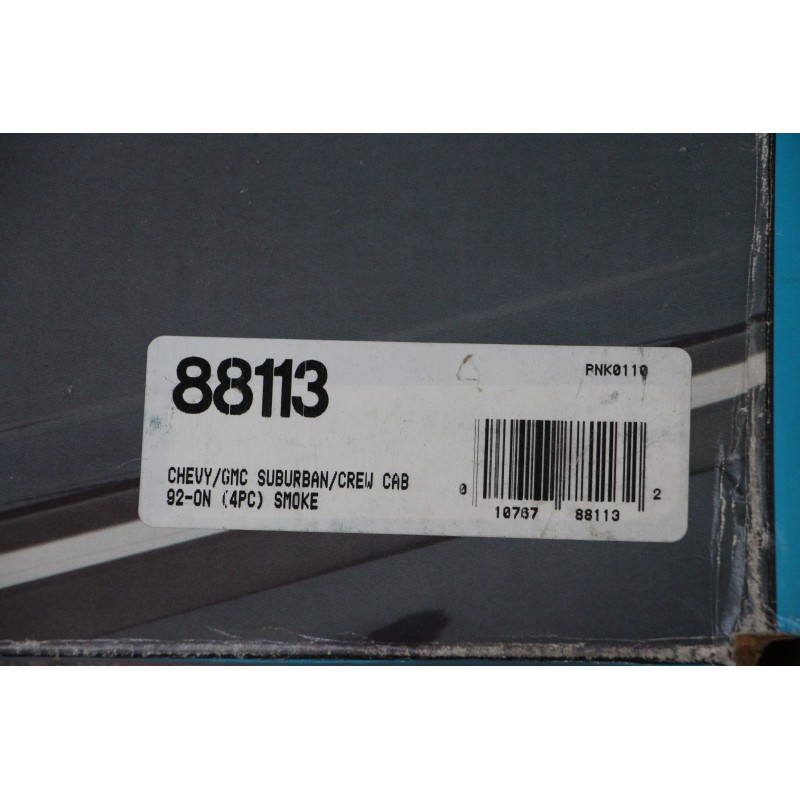 88113
PNK0110
CHEVY/GMC SUBURBAN/CREW CAB
92-ON (4PC) SMOKE
0 10767 88113 2